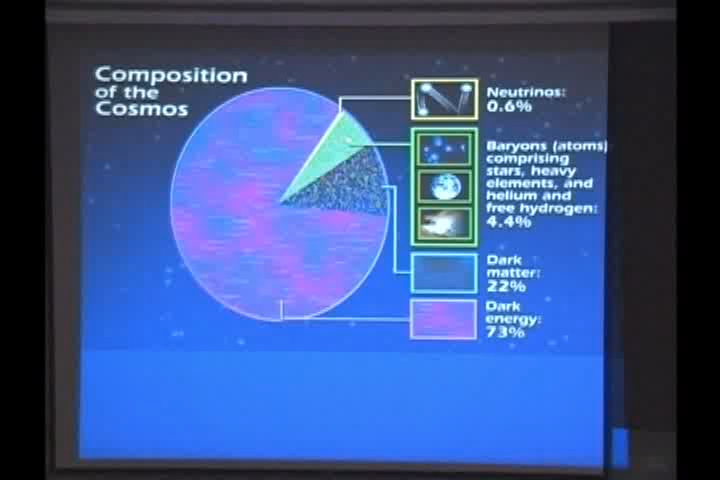 Composition
of the
Cosmos
Neutrinos:
0.6%
Baryons (atoms)
comprising
stars, heavy
elements, and
helium and
free hydrogen:
4.4%
Dark
matter:
22%
Dark
energy:
73%